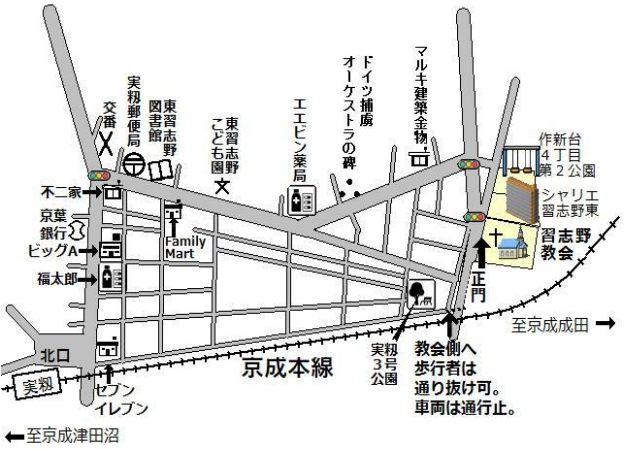 交番
実籾郵便局
東習志野
図書館
東習志野
こども園
エエビン薬局
ドイツ捕虜
オーケストラの碑
マルキ建築金物
作新台
４丁目
第２公園
シャリエ
習志野東
習志野
教会
正門
不二家
京葉
銀行
ビッグA
福太郎
Family
Mart
北口
実籾
セブン
イレブン
京成本線
実籾
３号
公園
教会側へ
歩行者は
通り抜け可。
車両は通行止。
至京成成田
至京成津田沼